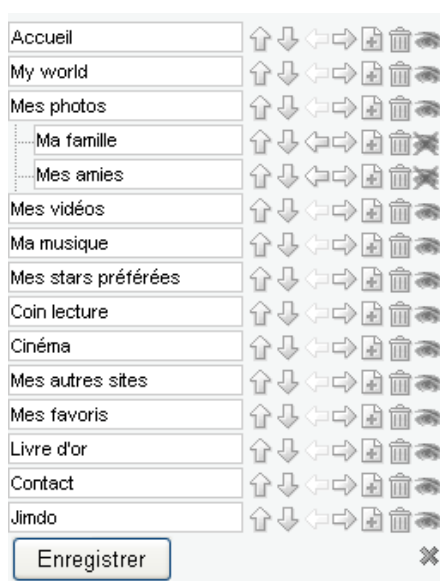 Accueil
My world
Mes photos
Ma famille
Mes amies
Mes vidéos
Ma musique
Mes stars préférées
Coin lecture
Cinéma
Mes autres sites
Mes favoris
Livre d'or
Contact
Jimdo
Enregistrer